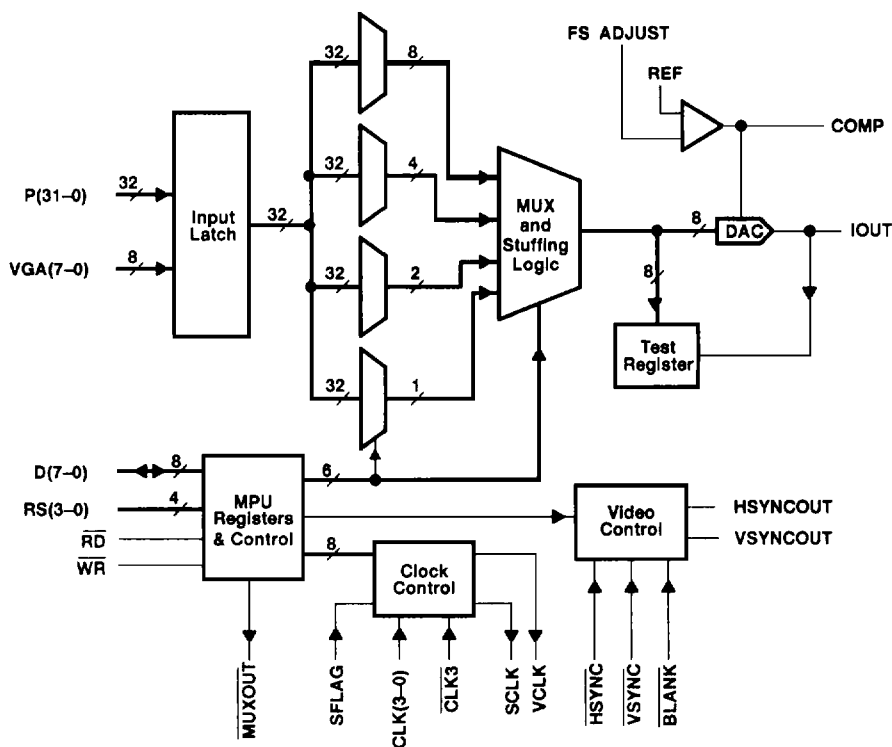 FS ADJUST
REF
COMP
32
8
32
4
P(31–0)
32
Input
Latch
32
MUX
and
Stuffing
Logic
8
DAC
IOUT
VGA(7–0)
8
32
2
8
Test
Register
32
1
D(7–0)
8
6
RS(3–0)
4
MPU
Registers
& Control
Video
Control
HSYNCOUT
VSYNCOUT
RD
WR
8
Clock
Control
MUXOUT
SFLAG
CLK(3–0)
CLK3
SCLK
VCLK
HSYNC
VSYNC
BLANK